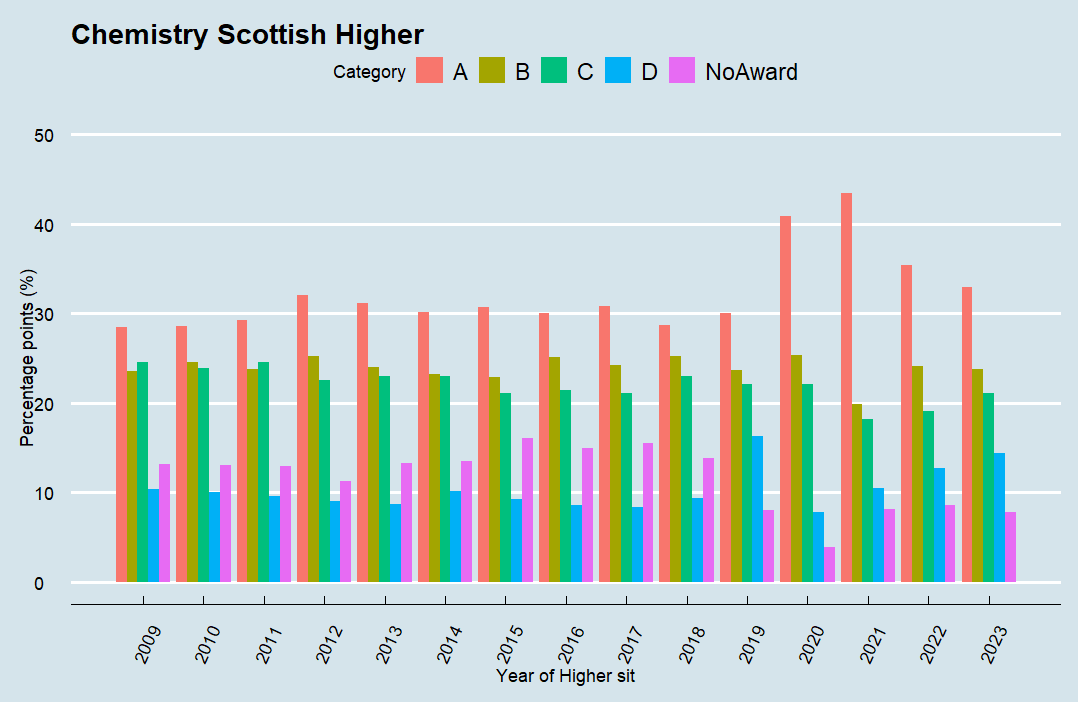 Chemistry Scottish Higher
Category A B C D NoAward
50
40
30
20
10
0
Percentage points (%)
2009 2010 2011 2012 2013 2014 2015 2016 2017 2018 2019 2020 2021 2022 2023
Year of Higher sit